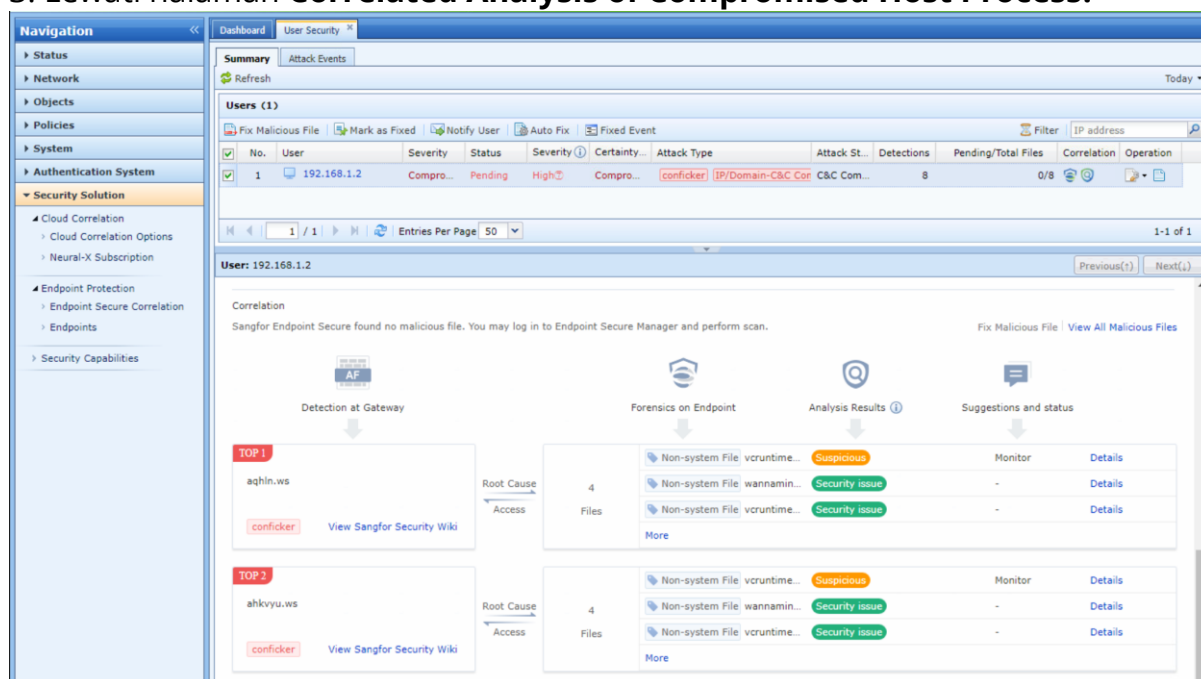 Correlated Analysis of Compromised Host Process.
Navigation
Status
Network
Objects
Policies
System
Authentication System
Security Solution
Cloud Correlation
Cloud Correlation Options
Neural-X Subscription
Endpoint Protection
Endpoint Secure Correlation
Endpoints
Security Capabilities
Dashboard User Security
Summary Attack Events
Refresh Today
Users (1)
Fix Malicious File Mark as Fixed Notify User Auto Fix Fixed Event Filter IP address
No. User Severity Status Severity Certainty... Attack Type Attack St... Detections Pending/Total Files Correlation Operation
1 192.168.1.2 Compro... Pending High Compro... conficker IP/Domain-C&C Cor C&C Com... 8 0/8
1 / 1 Entries Per Page 50 1-1 of 1
User: 192.168.1.2 Previous(↑) Next(↓)
Correlation
Sangfor Endpoint Secure found no malicious file. You may log in to Endpoint Secure Manager and perform scan. Fix Malicious File View All Malicious Files
AF
Detection at Gateway Forensics on Endpoint Analysis Results Suggestions and status
TOP 1
aqhln.ws
conficker View Sangfor Security Wiki
Root Cause
Access
4
Files
Non-system File vcruntime... Suspicious Monitor Details
Non-system File wannamin... Security issue - Details
Non-system File vcruntime... Security issue - Details
More
TOP 2
ahkvyu.ws
conficker View Sangfor Security Wiki
Root Cause
Access
4
Files
Non-system File vcruntime... Suspicious Monitor Details
Non-system File wannamin... Security issue - Details
Non-system File vcruntime... Security issue - Details
More